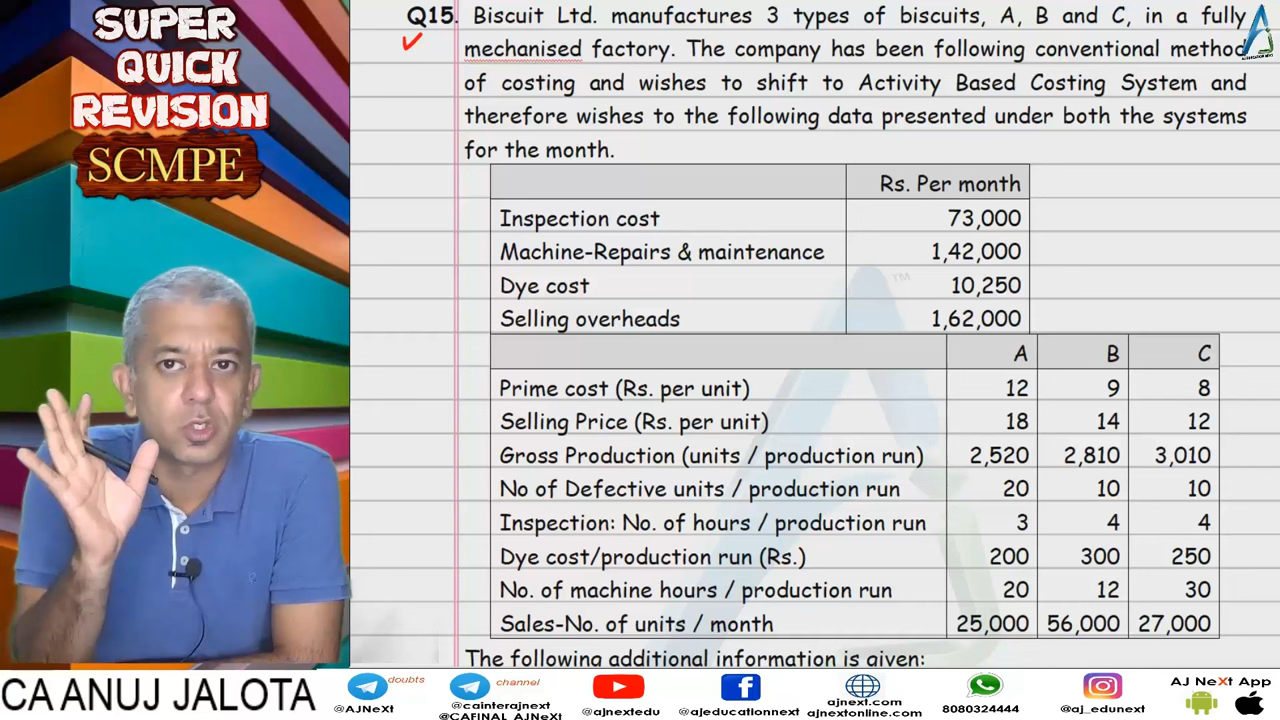 SUPER
QUICK
REVISION
SCMPE
Q15. Biscuit Ltd. manufactures 3 types of biscuits, A, B and C, in a fully
mechanised factory. The company has been following conventional method
of costing and wishes to shift to Activity Based Costing System and
therefore wishes to the following data presented under both the systems
for the month.
Rs. Per month
Inspection cost 73,000
Machine-Repairs & maintenance 1,42,000
Dye cost 10,250
Selling overheads 1,62,000
A B C
Prime cost (Rs. per unit) 12 9 8
Selling Price (Rs. per unit) 18 14 12
Gross Production (units / production run) 2,520 2,810 3,010
No of Defective units / production run 20 10 10
Inspection: No. of hours / production run 3 4 4
Dye cost/production run (Rs.) 200 300 250
No. of machine hours / production run 20 12 30
Sales-No. of units / month 25,000 56,000 27,000
The following additional information is given:
TM
CA ANUJ JALOTA
doubts
@AJNeXt
channel
@cainterajnext
@CAFINAL_AJNeXt
@ajnextedu
@ajeducationnext
ajnext.com
ajnextonline.com
8080324444
@aj_edunext
AJ NeXt App